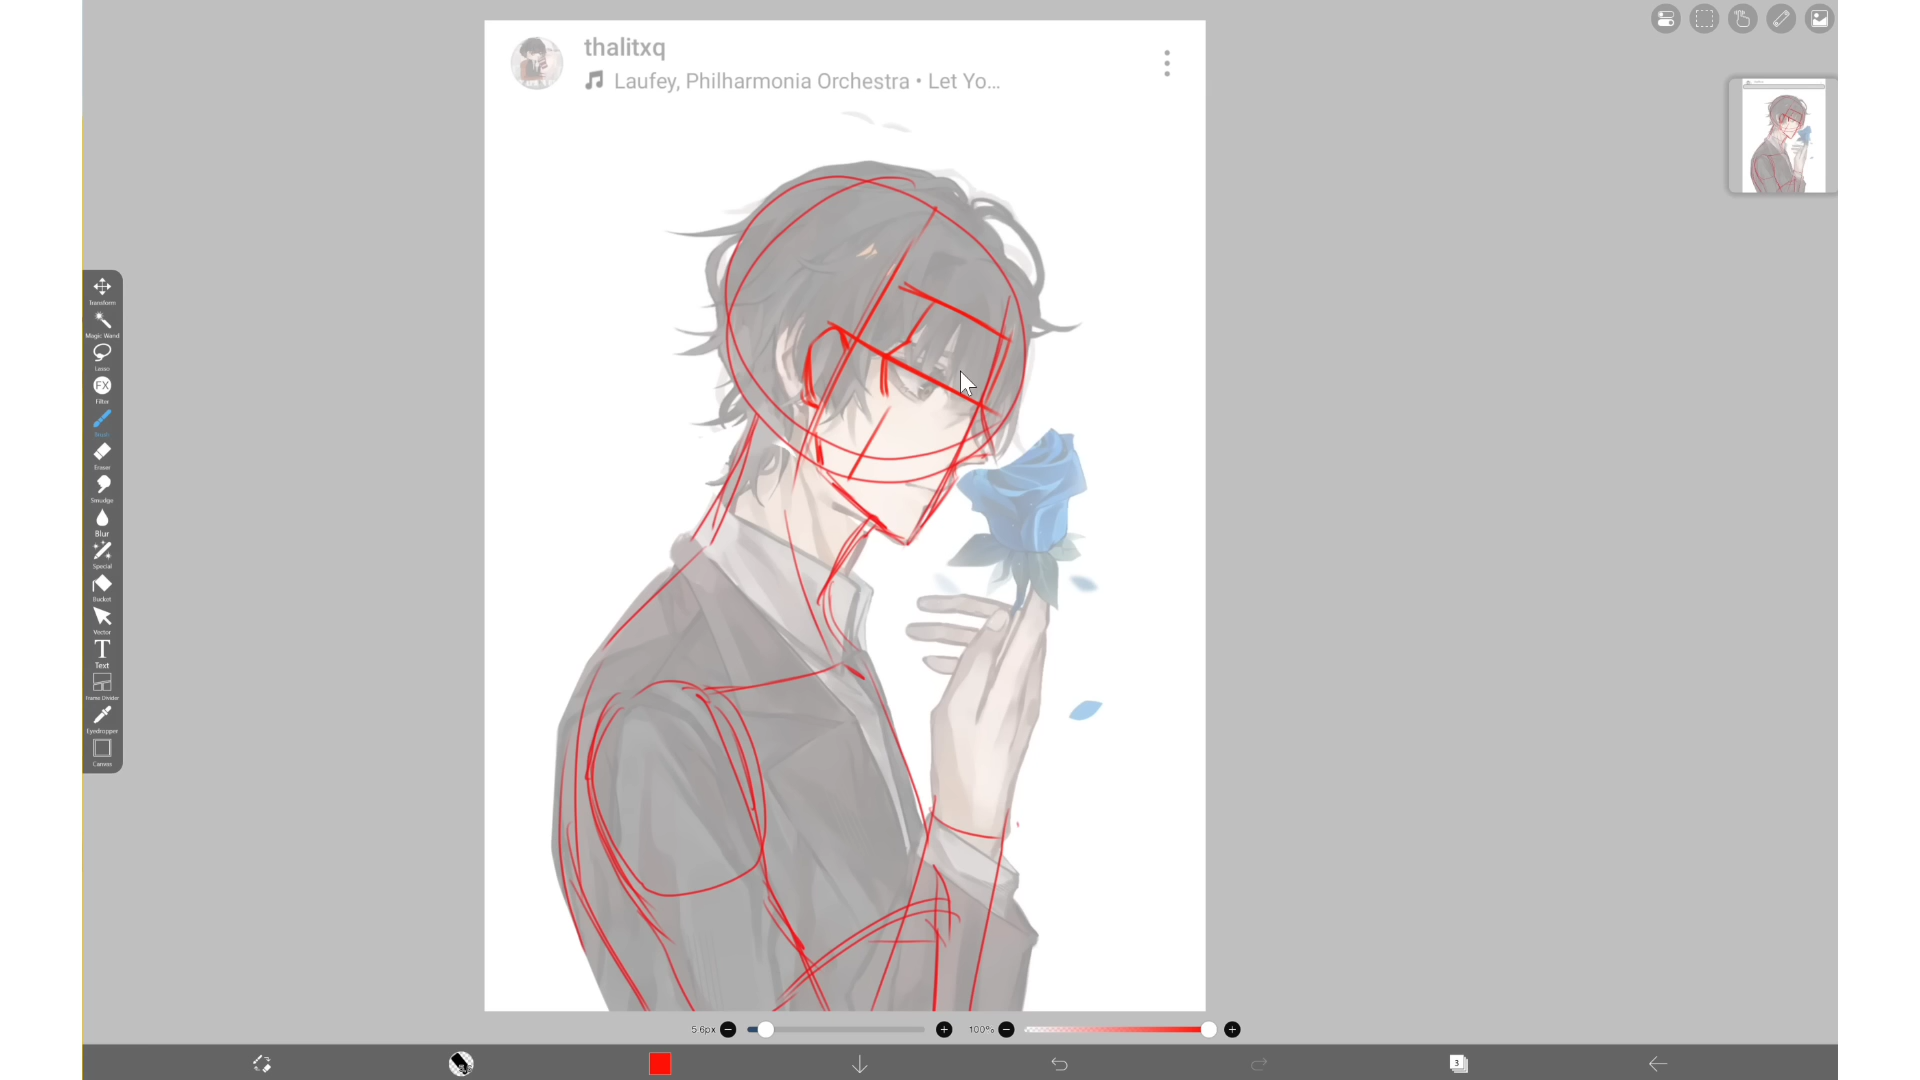 thalitxq
Laufey, Philharmonia Orchestra • Let Yo...
Transform
Magic Wand
Lasso
FX
Filter
Brush
Eraser
Smudge
Blur
Special
Bucket
Vector
T
Text
Frame Divider
Eyedropper
Canvas
5.6px
100%
3